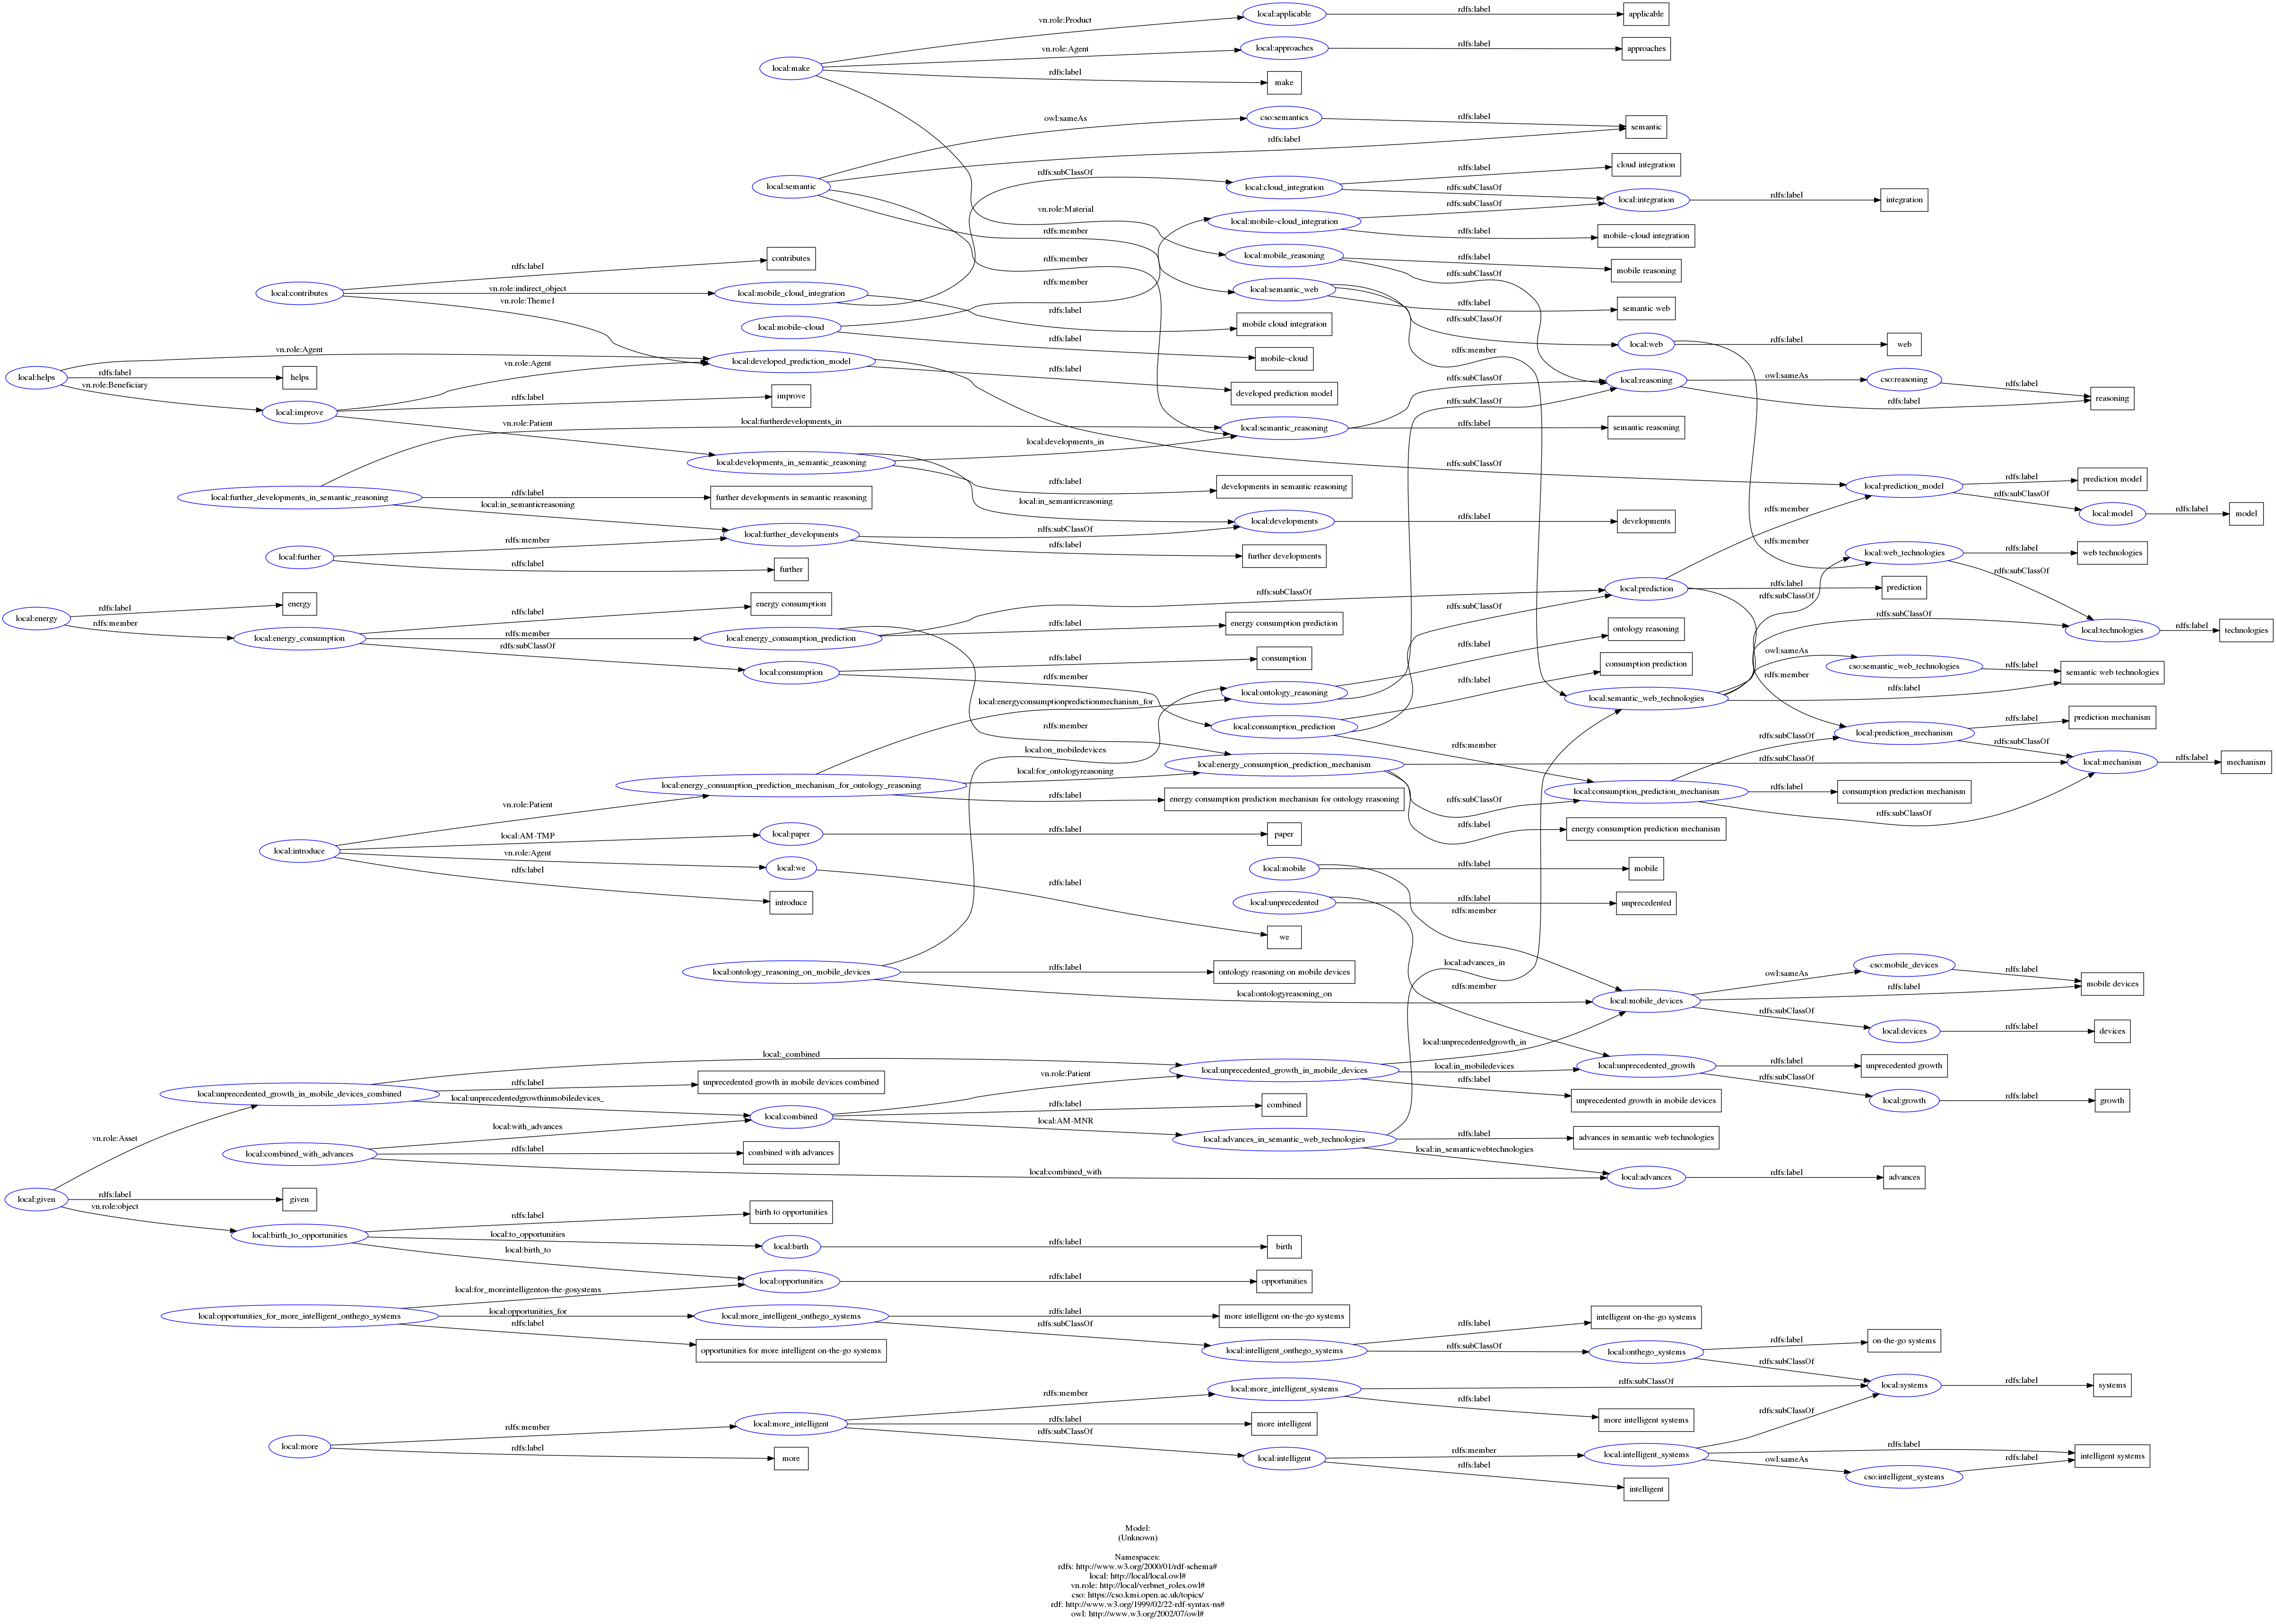 vn.role:Product
local:applicable
rdfs:label
applicable
local:make
vn.role:Agent
local:approaches
rdfs:label
approaches
rdfs:label
make
owl:sameAs
cso:semantics
rdfs:label
semantic
rdfs:label
local:semantic
rdfs:subClassOf
local:cloud_integration
rdfs:label
cloud integration
rdfs:subClassOf
local:integration
rdfs:label
integration
vn.role:Material
local:mobile–cloud_integration
rdfs:subClassOf
rdfs:label
mobile–cloud integration
rdfs:member
rdfs:member
rdfs:member
local:mobile_reasoning
rdfs:label
mobile reasoning
rdfs:subClassOf
local:contributes
rdfs:label
contributes
vn.role:indirect_object
local:mobile_cloud_integration
vn.role:Theme1
rdfs:label
mobile cloud integration
local:semantic_web
rdfs:label
semantic web
rdfs:subClassOf
rdfs:member
local:mobile–cloud
rdfs:label
mobile–cloud
local:web
rdfs:label
web
local:helps
vn.role:Agent
rdfs:label
helps
vn.role:Beneficiary
local:improve
vn.role:Agent
local:developed_prediction_model
rdfs:label
developed prediction model
rdfs:label
improve
vn.role:Patient
local:reasoning
owl:sameAs
cso:reasoning
rdfs:label
reasoning
rdfs:label
rdfs:subClassOf
rdfs:subClassOf
local:furtherdevelopments_in
local:semantic_reasoning
rdfs:label
semantic reasoning
local:developments_in
local:developments_in_semantic_reasoning
rdfs:label
developments in semantic reasoning
local:in_semanticreasoning
rdfs:subClassOf
local:further_developments_in_semantic_reasoning
rdfs:label
further developments in semantic reasoning
local:in_semanticreasoning
local:prediction_model
rdfs:label
prediction model
rdfs:subClassOf
local:model
rdfs:label
model
rdfs:member
local:developments
rdfs:label
developments
local:further
rdfs:member
local:further_developments
rdfs:subClassOf
rdfs:label
further developments
rdfs:label
further
rdfs:member
local:web_technologies
rdfs:label
web technologies
rdfs:subClassOf
local:energy
rdfs:label
energy
rdfs:member
local:energy_consumption
rdfs:label
energy consumption
rdfs:member
local:energy_consumption_prediction
rdfs:subClassOf
rdfs:label
energy consumption prediction
rdfs:subClassOf
local:consumption
rdfs:label
consumption
rdfs:member
local:prediction
rdfs:label
prediction
rdfs:subClassOf
rdfs:subClassOf
rdfs:subClassOf
local:technologies
rdfs:label
technologies
rdfs:label
ontology reasoning
owl:sameAs
cso:semantic_web_technologies
rdfs:label
semantic web technologies
rdfs:label
rdfs:member
local:ontology_reasoning
rdfs:label
consumption prediction
local:semantic_web_technologies
local:energyconsumptionpredictionmechanism_for
rdfs:member
local:consumption_prediction
rdfs:member
local:prediction_mechanism
rdfs:label
prediction mechanism
rdfs:subClassOf
rdfs:subClassOf
local:on_mobiledevices
local:energy_consumption_prediction_mechanism
rdfs:subClassOf
local:mechanism
rdfs:label
mechanism
local:for_ontologyreasoning
local:energy_consumption_prediction_mechanism_for_ontology_reasoning
rdfs:label
energy consumption prediction mechanism for ontology reasoning
rdfs:subClassOf
local:consumption_prediction_mechanism
rdfs:label
consumption prediction mechanism
rdfs:subClassOf
rdfs:label
energy consumption prediction mechanism
vn.role:Patient
local:introduce
local:AM-TMP
local:paper
rdfs:label
paper
vn.role:Agent
local:we
rdfs:label
we
rdfs:label
introduce
local:mobile
rdfs:label
mobile
rdfs:member
local:unprecedented
rdfs:label
unprecedented
rdfs:member
local:advances_in
local:ontology_reasoning_on_mobile_devices
rdfs:label
ontology reasoning on mobile devices
local:ontologyreasoning_on
local:mobile_devices
owl:sameAs
cso:mobile_devices
rdfs:label
mobile devices
rdfs:label
rdfs:subClassOf
local:devices
rdfs:label
devices
local:_combined
local:unprecedentedgrowth_in
local:unprecedented_growth_in_mobile_devices
local:in_mobiledevices
local:unprecedented_growth
rdfs:label
unprecedented growth
rdfs:subClassOf
local:growth
rdfs:label
growth
rdfs:label
unprecedented growth in mobile devices
local:unprecedented_growth_in_mobile_devices_combined
rdfs:label
unprecedented growth in mobile devices combined
local:unprecedentedgrowthinmobiledevices_
vn.role:Patient
local:combined
rdfs:label
combined
local:AM-MNR
local:advances_in_semantic_web_technologies
rdfs:label
advances in semantic web technologies
local:in_semanticwebtechnologies
vn.role:Asset
local:with_advances
local:combined_with_advances
rdfs:label
combined with advances
local:combined_with
local:advances
rdfs:label
advances
local:given
rdfs:label
given
vn.role:object
local:birth_to_opportunities
rdfs:label
birth to opportunities
local:to_opportunities
local:birth
rdfs:label
birth
local:birth_to
local:opportunities
rdfs:label
opportunities
local:for_moreintelligenton-the-gosystems
local:opportunities_for_more_intelligent_onthego_systems
local:opportunities_for
local:more_intelligent_onthego_systems
rdfs:label
more intelligent on-the-go systems
rdfs:label
opportunities for more intelligent on-the-go systems
rdfs:subClassOf
local:intelligent_onthego_systems
rdfs:label
intelligent on-the-go systems
rdfs:subClassOf
local:onthego_systems
rdfs:label
on-the-go systems
rdfs:subClassOf
local:more_intelligent_systems
rdfs:subClassOf
local:systems
rdfs:label
systems
rdfs:label
more intelligent systems
local:more
rdfs:member
local:more_intelligent
rdfs:member
rdfs:label
more intelligent
rdfs:subClassOf
rdfs:label
more
local:intelligent
rdfs:member
local:intelligent_systems
rdfs:subClassOf
rdfs:label
intelligent systems
owl:sameAs
cso:intelligent_systems
rdfs:label
rdfs:label
intelligent
Model:
(Unknown)
Namespaces:
rdfs: http://www.w3.org/2000/01/rdf-schema#
local: http://local/local.owl#
vn.role: http://local/verbnet_roles.owl#
cso: https://cso.kmi.open.ac.uk/topics/
rdf: http://www.w3.org/1999/02/22-rdf-syntax-ns#
owl: http://www.w3.org/2002/07/owl#